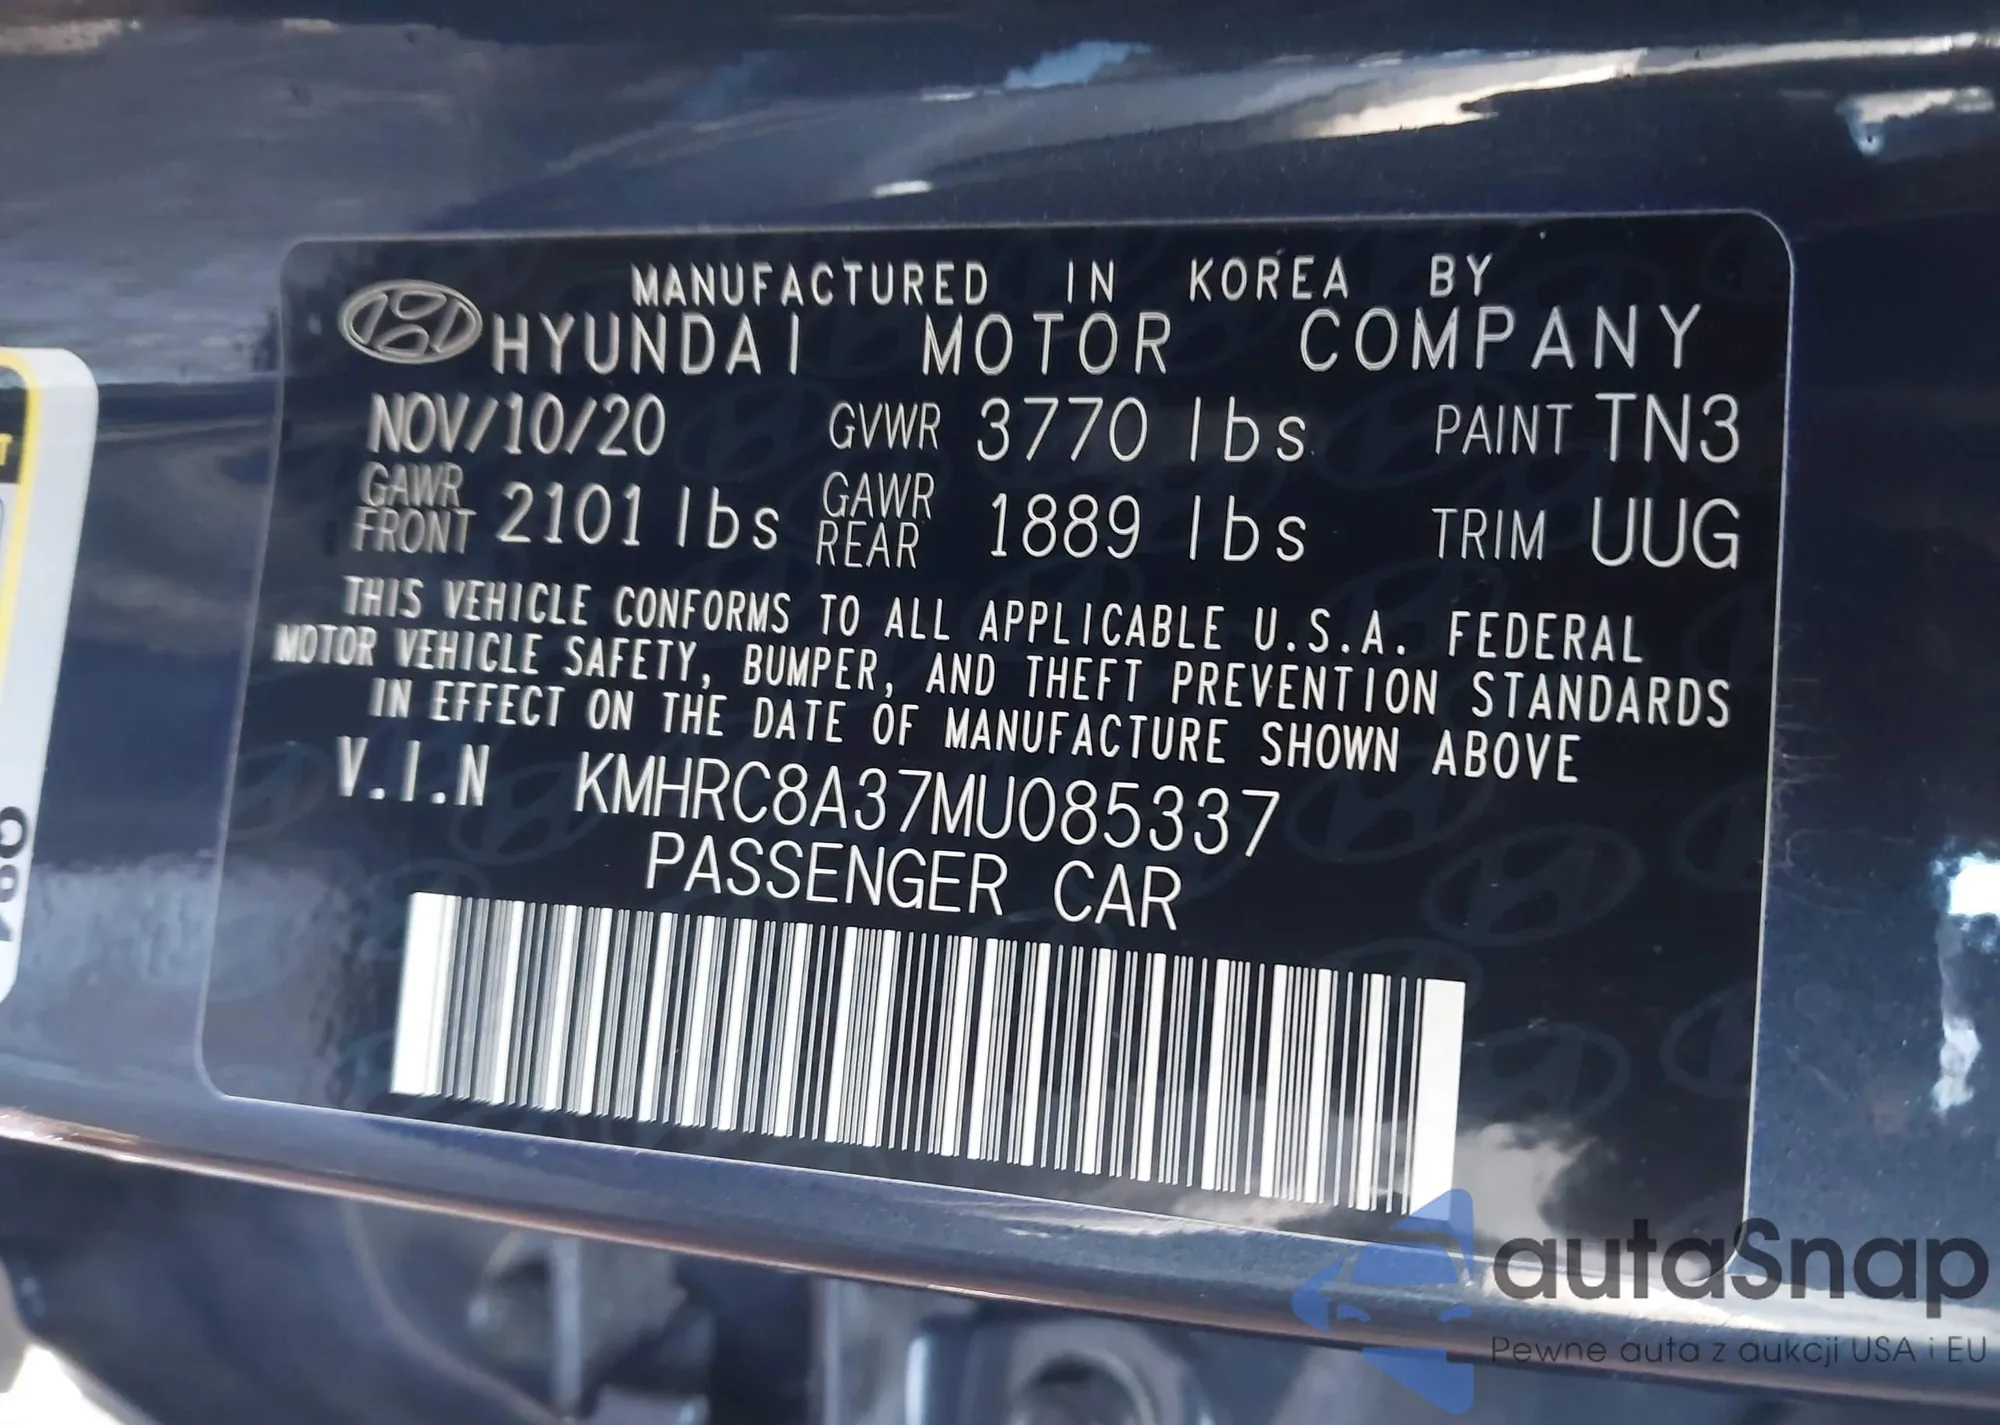 MANUFACTURED IN KOREA BY
HYUNDAI MOTOR COMPANY
NOV/10/20 GVWR 3770 lbs PAINT TN3
GAWR FRONT 2101 lbs GAWR REAR 1889 lbs TRIM UUG
THIS VEHICLE CONFORMS TO ALL APPLICABLE U.S.A. FEDERAL
MOTOR VEHICLE SAFETY, BUMPER, AND THEFT PREVENTION STANDARDS
IN EFFECT ON THE DATE OF MANUFACTURE SHOWN ABOVE
V.I.N KMHRC8A37MU085337
PASSENGER CAR
autaSnap
Pewne auta z aukcji USA i EU